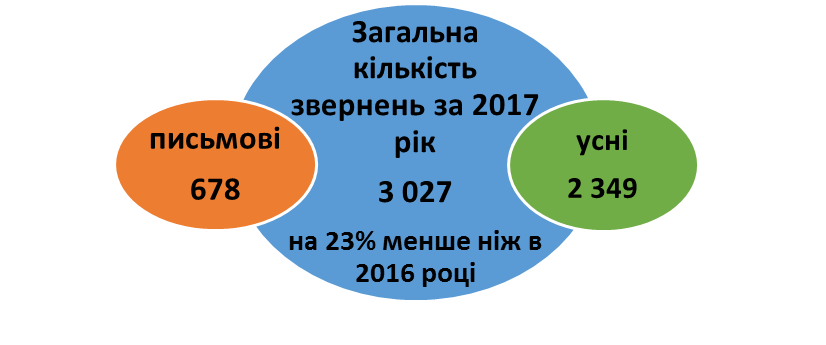 Загальна
кількість
звернень за 2017
рік
3 027
на 23% менше ніж в
2016 році
письмові
678
усні
2 349